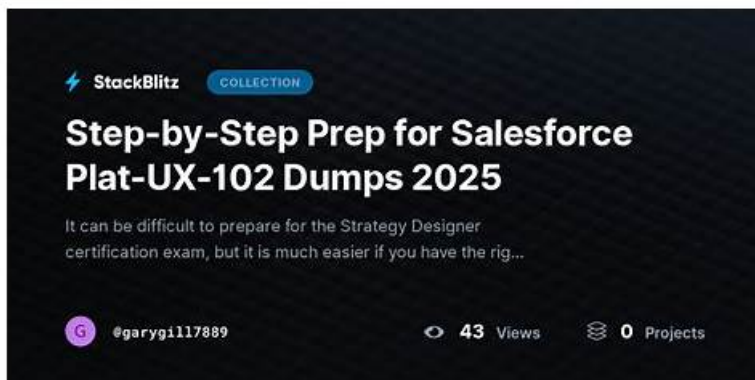 StackBlitz COLLECTION
Step-by-Step Prep for Salesforce
Plat-UX-102 Dumps 2025
It can be difficult to prepare for the Strategy Designer
certification exam, but it is much easier if you have the rig...
G @garygill7889 43 Views 0 Projects